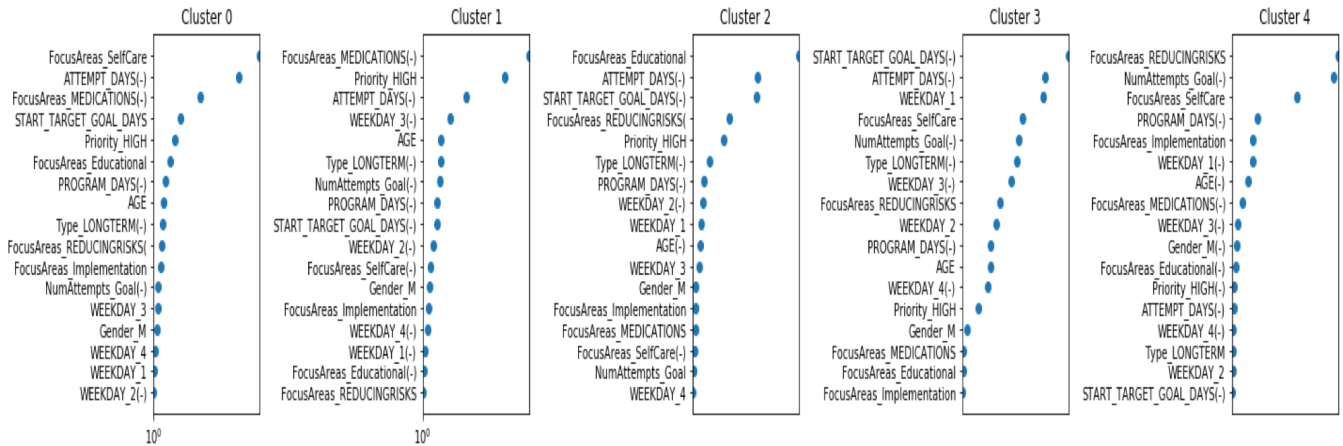 Cluster 0
FocusAreas_SelfCare
ATTEMPT_DAYS(-)
FocusAreas_MEDICATIONS(-)
START_TARGET_GOAL_DAYS
Priority_HIGH
FocusAreas_Educational
PROGRAM_DAYS(-)
AGE
Type_LONGTERM(-)
FocusAreas_REDUCINGRISKS(
FocusAreas_Implementation
NumAttempts_Goal(-)
WEEKDAY_3
Gender_M
WEEKDAY_4
WEEKDAY_1
WEEKDAY_2(-)
10⁰
Cluster 1
FocusAreas_MEDICATIONS(-)
Priority_HIGH
ATTEMPT_DAYS(-)
WEEKDAY_3(-)
AGE
Type_LONGTERM(-)
NumAttempts_Goal(-)
PROGRAM_DAYS(-)
START_TARGET_GOAL_DAYS(-)
WEEKDAY_2(-)
FocusAreas_SelfCare(-)
Gender_M
FocusAreas_Implementation
WEEKDAY_4(-)
WEEKDAY_1(-)
FocusAreas_Educational(-)
FocusAreas_REDUCINGRISKS
10⁰
Cluster 2
FocusAreas_Educational
ATTEMPT_DAYS(-)
START_TARGET_GOAL_DAYS(-)
FocusAreas_REDUCINGRISKS(
Priority_HIGH
Type_LONGTERM(-)
PROGRAM_DAYS(-)
WEEKDAY_2(-)
WEEKDAY_1
AGE(-)
WEEKDAY_3
Gender_M
FocusAreas_Implementation
FocusAreas_MEDICATIONS
FocusAreas_SelfCare(-)
NumAttempts_Goal
WEEKDAY_4
Cluster 3
START_TARGET_GOAL_DAYS(-)
ATTEMPT_DAYS(-)
WEEKDAY_1
FocusAreas_SelfCare
NumAttempts_Goal(-)
Type_LONGTERM(-)
WEEKDAY_3(-)
FocusAreas_REDUCINGRISKS
WEEKDAY_2
PROGRAM_DAYS(-)
AGE
WEEKDAY_4(-)
Priority_HIGH
Gender_M
FocusAreas_MEDICATIONS
FocusAreas_Educational
FocusAreas_Implementation
Cluster 4
FocusAreas_REDUCINGRISKS
NumAttempts_Goal(-)
FocusAreas_SelfCare
PROGRAM_DAYS(-)
FocusAreas_Implementation
WEEKDAY_1(-)
AGE(-)
FocusAreas_MEDICATIONS(-)
WEEKDAY_3(-)
Gender_M(-)
FocusAreas_Educational(-)
Priority_HIGH(-)
ATTEMPT_DAYS(-)
WEEKDAY_4(-)
Type_LONGTERM
WEEKDAY_2
START_TARGET_GOAL_DAYS(-)